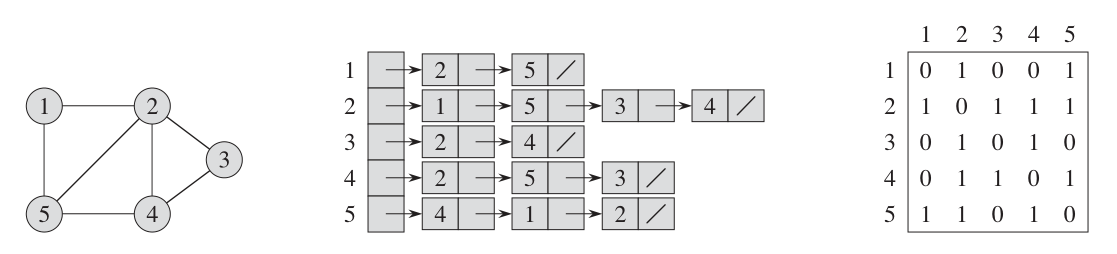 1 2
3
5 4
1 2 5 /
2 1 5 3 4 /
3 2 4 /
4 2 5 3 /
5 4 1 2 /
1 2 3 4 5
1 0 1 0 0 1
2 1 0 1 1 1
3 0 1 0 1 0
4 0 1 1 0 1
5 1 1 0 1 0